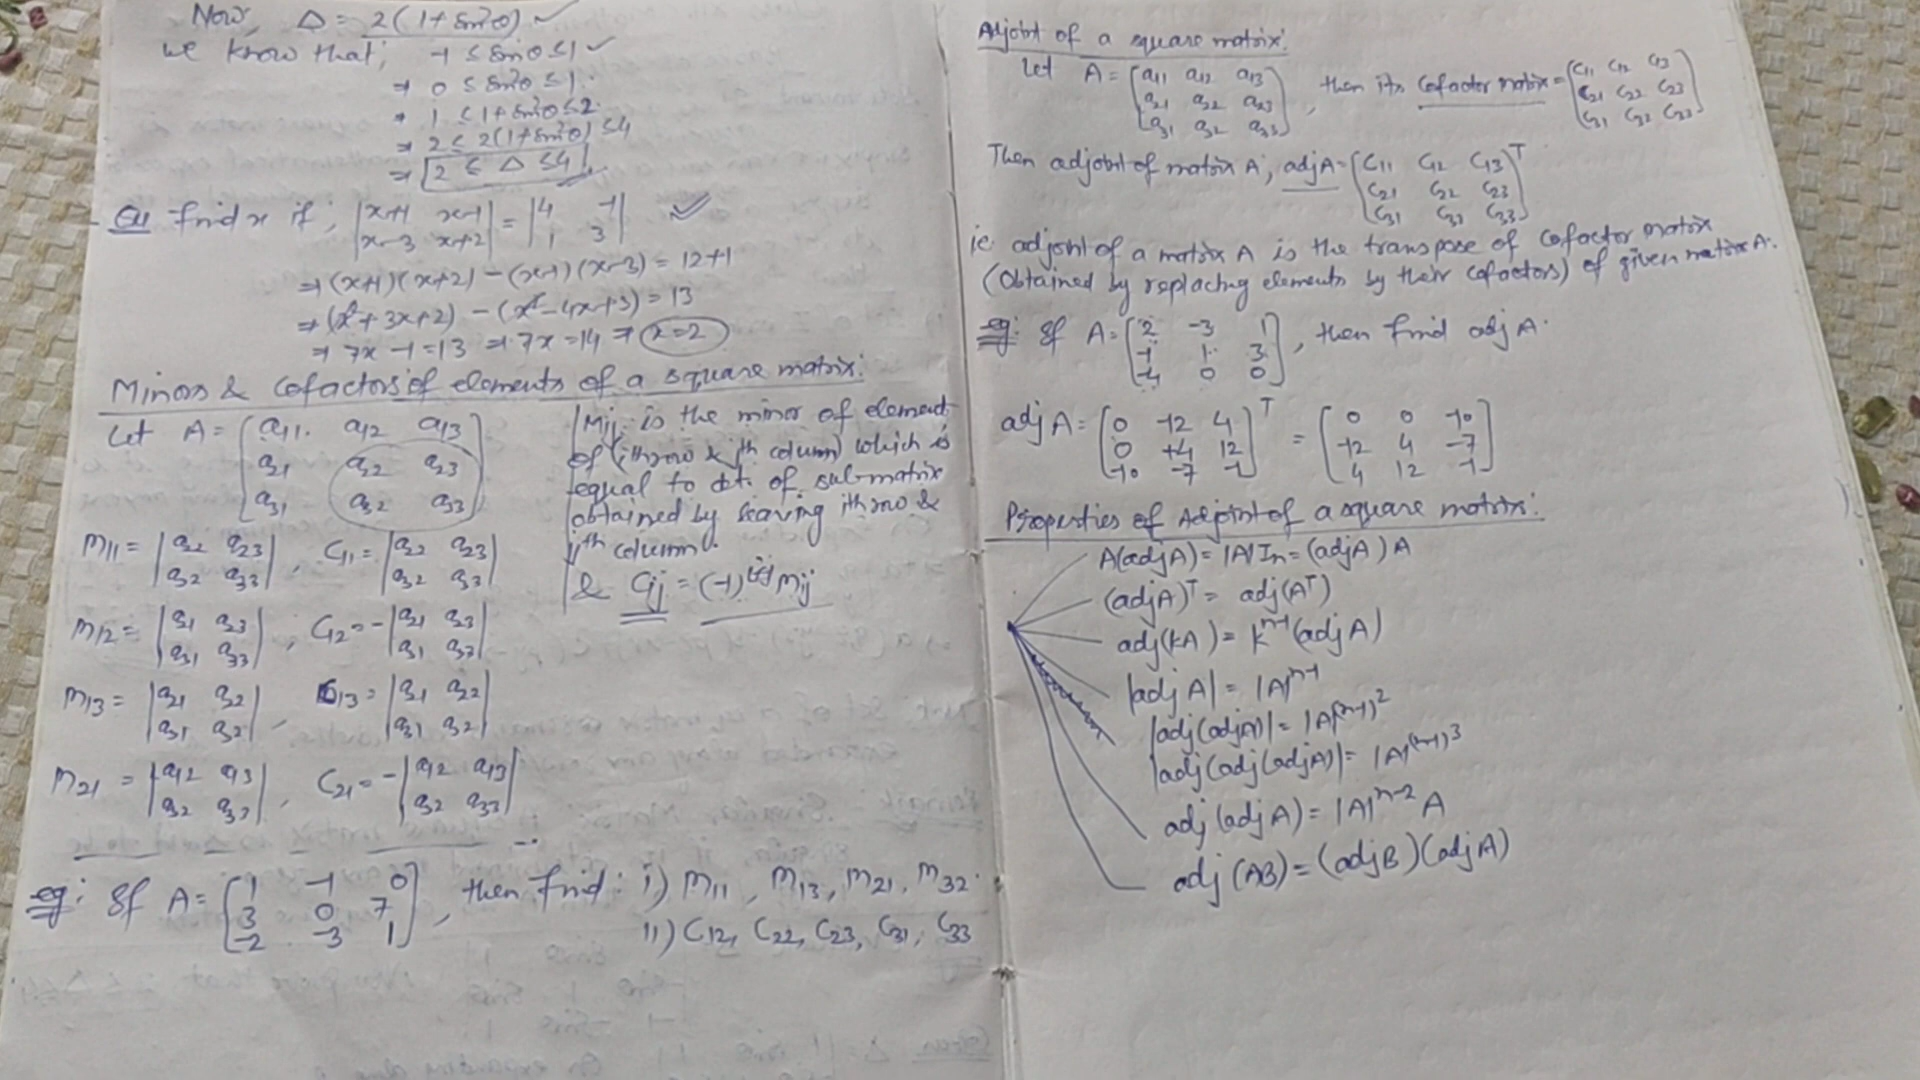 Now, Δ = 2(1+sin²θ)
We know that; -1 ≤ sinθ ≤ 1
⇒ 0 ≤ sin²θ ≤ 1
⇒ 1 ≤ 1+sin²θ ≤ 2
⇒ 2 ≤ 2(1+sin²θ) ≤ 4
⇒ 2 ≤ Δ ≤ 4
Q find x if, |x+1 x-1| = |4 -1|
|x-3 x+2| |1 3|
⇒ (x+1)(x+2) - (x-1)(x-3) = 12+1
⇒ (x²+3x+2) - (x²-4x+3) = 13
⇒ 7x-1=13 ⇒ 7x=14 ⇒ x=2
Minors & Cofactors of elements of a square matrix:
Let A = [a11 a12 a13]
[a21 a22 a23]
[a31 a32 a33]
Mij is the minor of element
of (ith row & jth column) which is
equal to det. of submatrix
obtained by leaving ith row &
jth column.
& Cij = (-1)^(i+j) Mij
M11 = |a22 a23| , C11 = |a22 a23|
|a32 a33| |a32 a33|
M12 = |a21 a23| , C12 = -|a21 a23|
|a31 a33| |a31 a33|
M13 = |a21 a22| , C13 = |a21 a22|
|a31 a32| |a31 a32|
M21 = |a12 a13| , C21 = -|a12 a13|
|a32 a33| |a32 a33|
eg: If A = [1 -1 0] , then find: i) M11, M13, M21, M32.
[3 0 7]
[-2 -3 1] ii) C12, C22, C23, C31, C33
Adjoint of a square matrix:
Let A = [a11 a12 a13] , then its cofactor matrix = [C11 C12 C13]
[a21 a22 a23] [C21 C22 C23]
[a31 a32 a33] [C31 C32 C33]
Then adjoint of matrix A, adjA = [C11 C12 C13]ᵀ
[C21 C22 C23]
[C31 C32 C33]
ie. adjoint of a matrix A is the transpose of cofactor matrix
(obtained by replacing elements by their cofactors) of given matrix A.
eg: If A = [2 -3 1] , then find adj A.
[-1 1 3]
[-4 0 0]
adj A = [0 -12 4]ᵀ = [0 0 -10]
[0 +4 12] [-12 4 -7]
[-10 -7 -1] [4 12 -1]
Properties of Adjoint of a square matrix:
A(adjA) = |A|In = (adjA)A
(adjA)ᵀ = adj(Aᵀ)
adj(kA) = k^(n-1)(adjA)
|adj A| = |A|^(n-1)
|adj(adjA)| = |A|^(n-1)²
|adj(adj(adjA)| = |A|^(n-1)³
adj(adjA) = |A|^(n-2) A
adj(AB) = (adjB)(adjA)